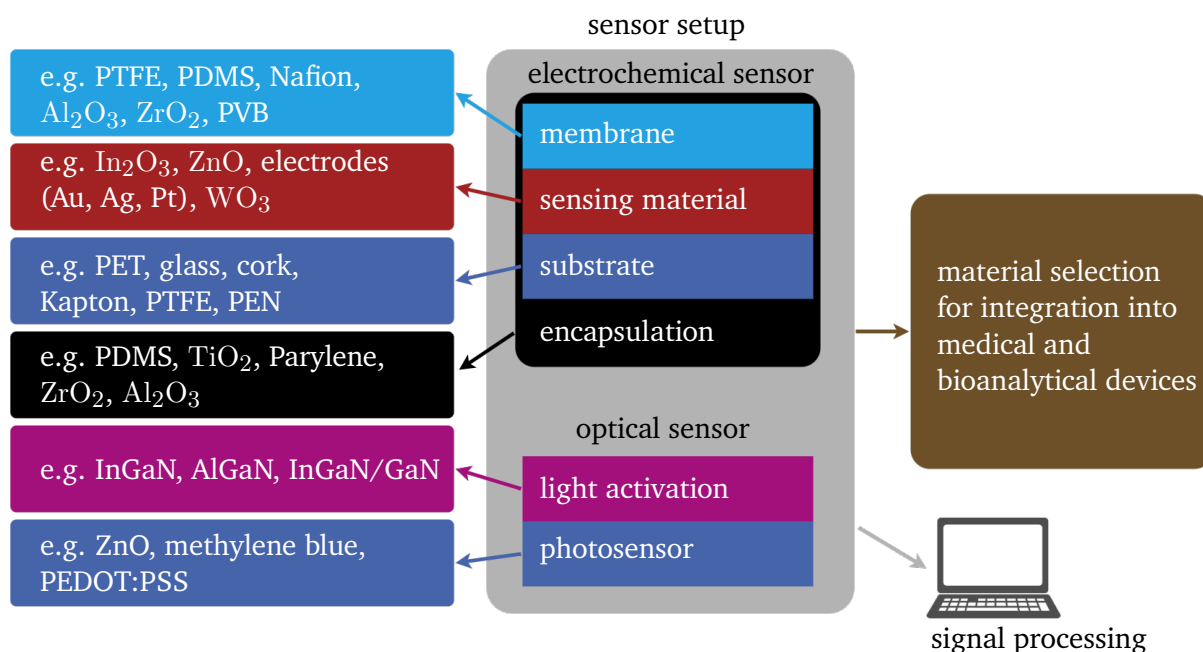 sensor setup
e.g. PTFE, PDMS, Nafion,
Al₂O₃, ZrO₂, PVB
e.g. In₂O₃, ZnO, electrodes
(Au, Ag, Pt), WO₃
e.g. PET, glass, cork,
Kapton, PTFE, PEN
e.g. PDMS, TiO₂, Parylene,
ZrO₂, Al₂O₃
e.g. InGaN, AlGaN, InGaN/GaN
e.g. ZnO, methylene blue,
PEDOT:PSS
electrochemical sensor
membrane
sensing material
substrate
encapsulation
optical sensor
light activation
photosensor
material selection
for integration into
medical and
bioanalytical devices
signal processing